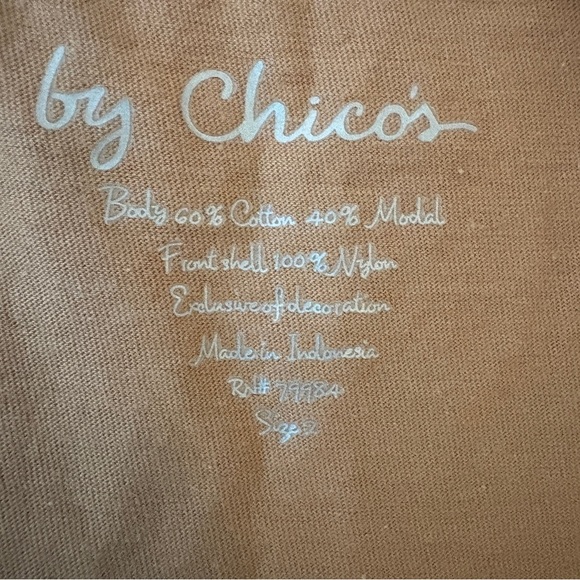 by Chico's
Body 60% Cotton 40% Modal
Front shell 100% Nylon
Exclusive of decoration
Made in Indonesia
RN# 79984
Size 2